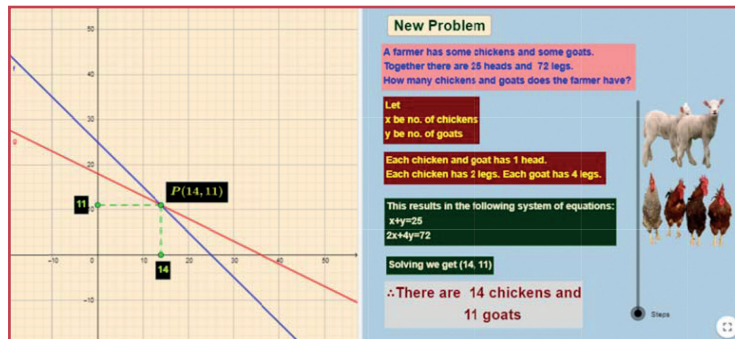 New Problem
A farmer has some chickens and some goats.
Together there are 25 heads and 72 legs.
How many chickens and goats does the farmer have?
Let
x be no. of chickens
y be no. of goats
Each chicken and goat has 1 head.
Each chicken has 2 legs. Each goat has 4 legs.
This results in the following system of equations:
x+y=25
2x+4y=72
Solving we get (14, 11)
∴There are 14 chickens and
11 goats
Steps
f
g
P(14,11)
11
14
50
40
30
20
10
0
-10
-10
0
10
20
30
40
50